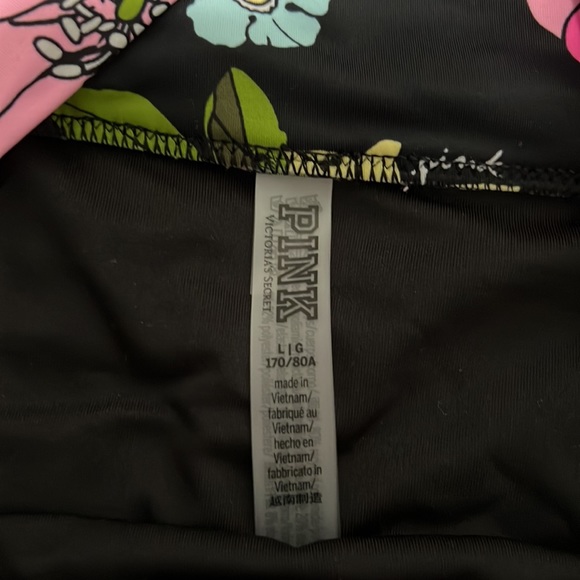 pink
PINK
VICTORIA'S SECRET
L | G
170/80A
made in
Vietnam/
fabriqué au
Vietnam/
hecho en
Vietnam/
fabbricato in
Vietnam/
越南制造